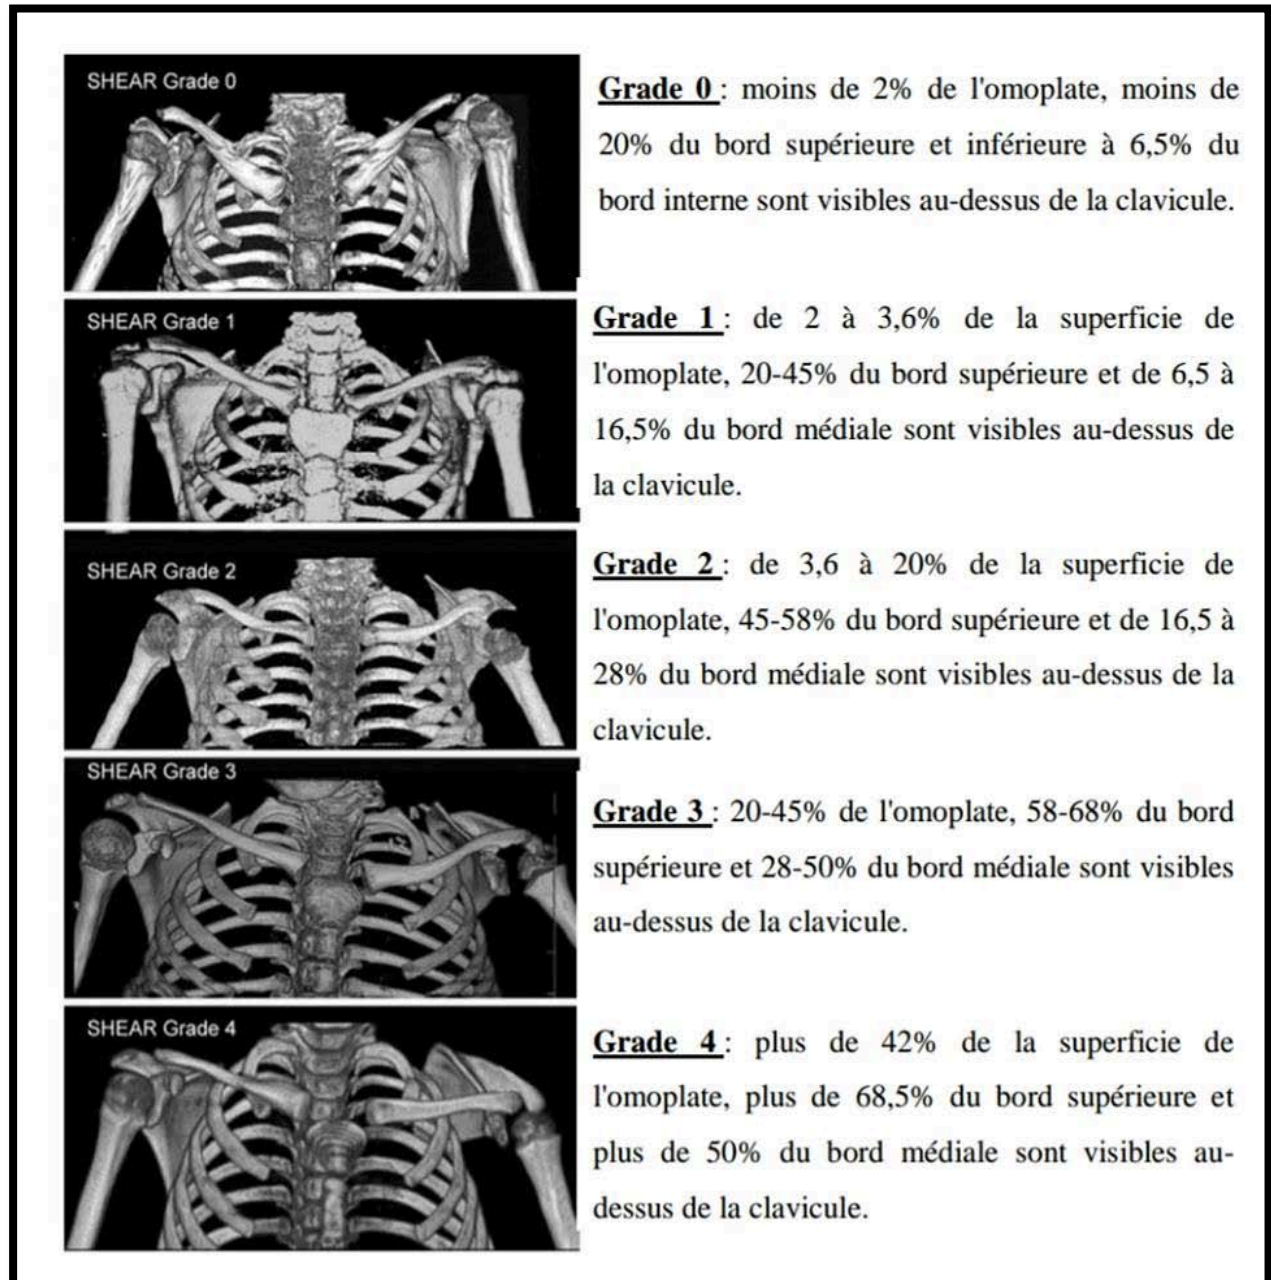 SHEAR Grade 0
Grade 0 : moins de 2% de l'omoplate, moins de
20% du bord supérieure et inférieure à 6,5% du
bord interne sont visibles au-dessus de la clavicule.
SHEAR Grade 1
Grade 1 : de 2 à 3,6% de la superficie de
l'omoplate, 20-45% du bord supérieure et de 6,5 à
16,5% du bord médiale sont visibles au-dessus de
la clavicule.
SHEAR Grade 2
Grade 2 : de 3,6 à 20% de la superficie de
l'omoplate, 45-58% du bord supérieure et de 16,5 à
28% du bord médiale sont visibles au-dessus de la
clavicule.
SHEAR Grade 3
Grade 3 : 20-45% de l'omoplate, 58-68% du bord
supérieure et 28-50% du bord médiale sont visibles
au-dessus de la clavicule.
SHEAR Grade 4
Grade 4 : plus de 42% de la superficie de
l'omoplate, plus de 68,5% du bord supérieure et
plus de 50% du bord médiale sont visibles au-
dessus de la clavicule.